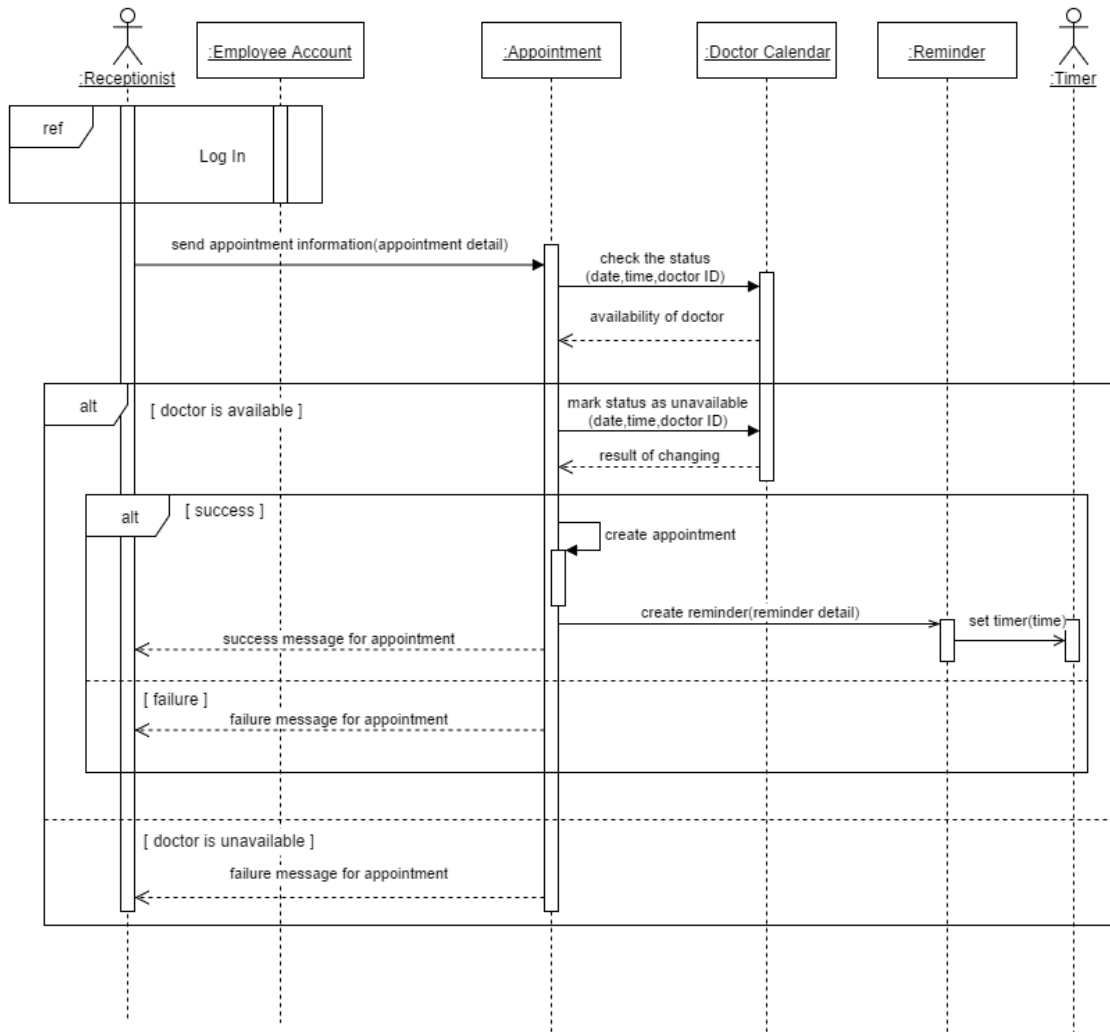 :Receptionist
:Employee Account
:Appointment
:Doctor Calendar
:Reminder
:Timer
ref
Log In
send appointment information(appointment detail)
check the status
(date,time,doctor ID)
availability of doctor
alt
[ doctor is available ]
mark status as unavailable
(date,time,doctor ID)
result of changing
alt
[ success ]
create appointment
create reminder(reminder detail)
set timer(time)
success message for appointment
[ failure ]
failure message for appointment
[ doctor is unavailable ]
failure message for appointment